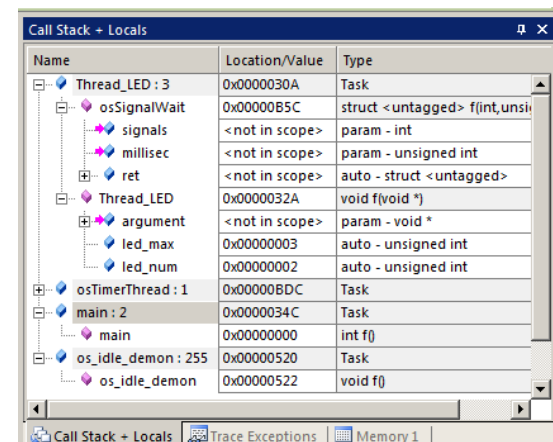 Call Stack + Locals
Name Location/Value Type
Thread_LED : 3 0x0000030A Task
osSignalWait 0x00000B5C struct <untagged> f(int,unsi
signals <not in scope> param - int
millisec <not in scope> param - unsigned int
ret <not in scope> auto - struct <untagged>
Thread_LED 0x0000032A void f(void *)
argument <not in scope> param - void *
led_max 0x00000003 auto - unsigned int
led_num 0x00000002 auto - unsigned int
osTimerThread : 1 0x00000BDC Task
main : 2 0x0000034C Task
main 0x00000000 int f()
os_idle_demon : 255 0x00000520 Task
os_idle_demon 0x00000522 void f()
Call Stack + Locals Trace Exceptions Memory 1